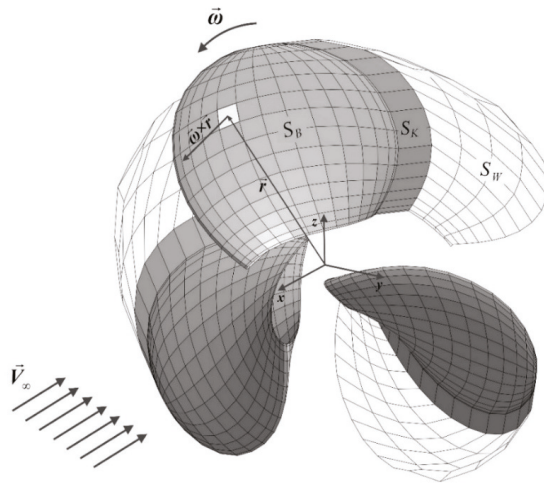 ω⃗
S_B
S_K
S_W
ω⃗×r⃗
r⃗
z
x
y
V⃗_∞